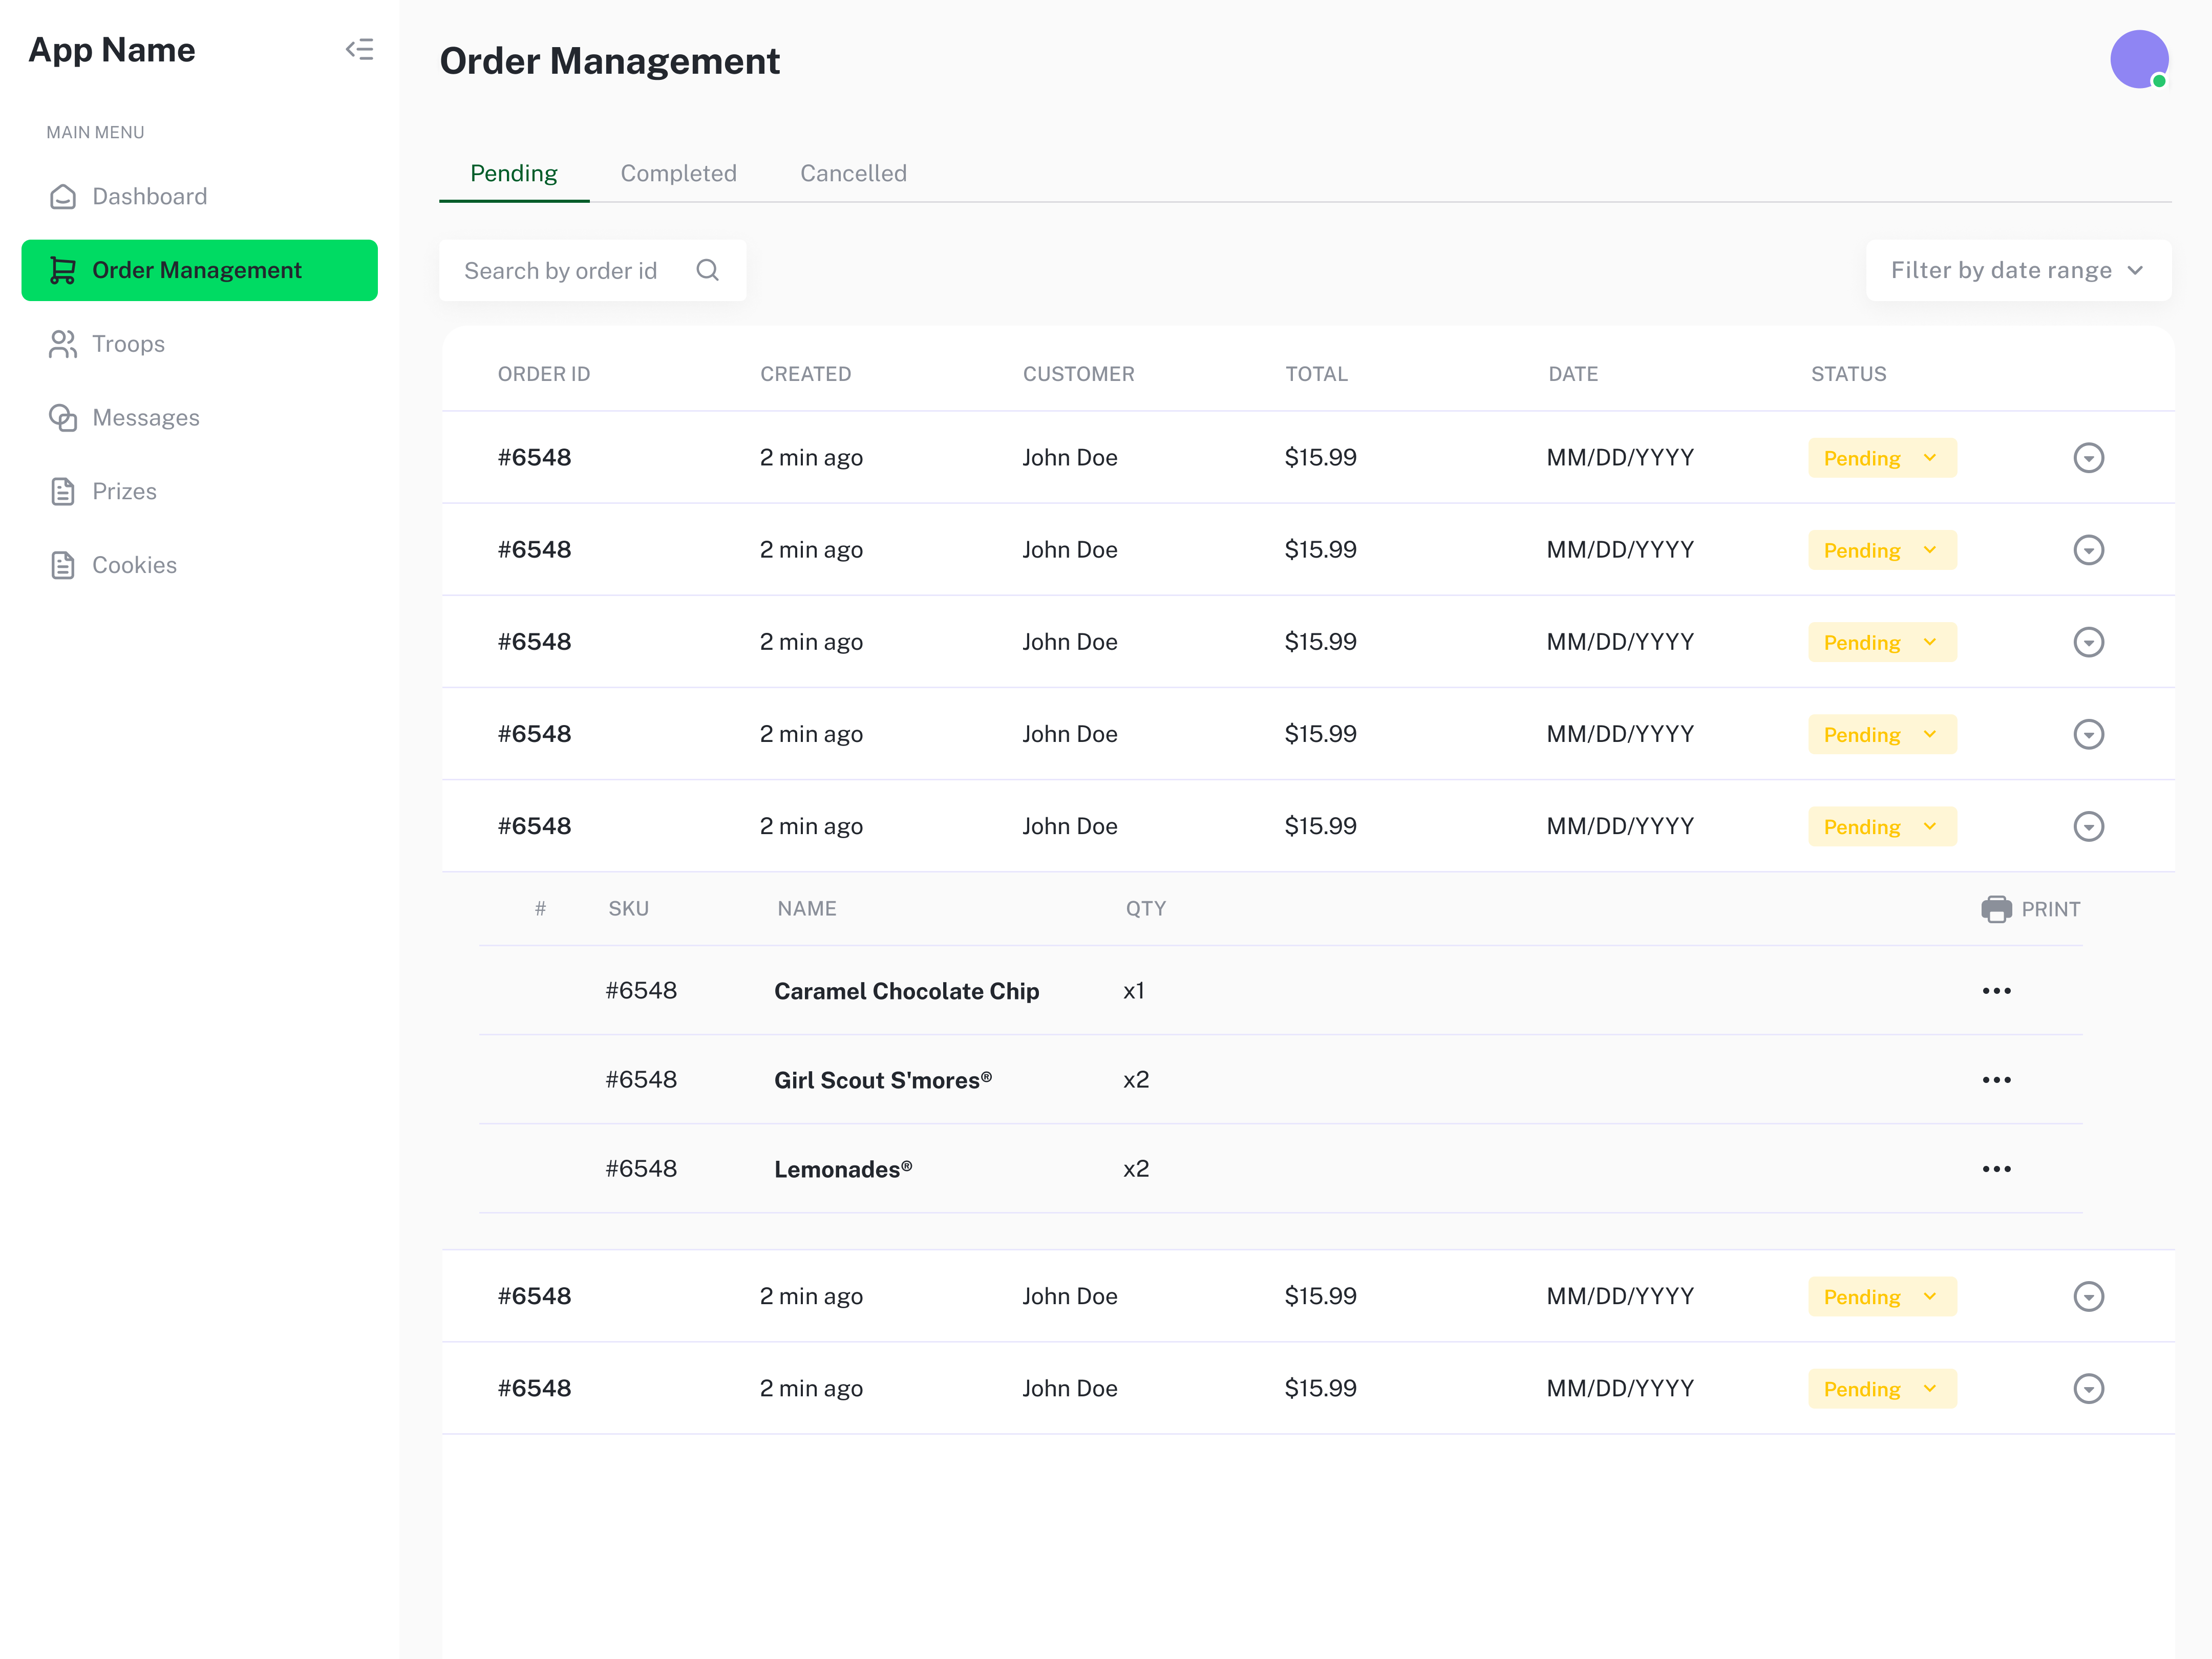 App Name
MAIN MENU
Dashboard
Order Management
Troops
Messages
Prizes
Cookies
Order Management
Pending Completed Cancelled
Search by order id Filter by date range
ORDER ID CREATED CUSTOMER TOTAL DATE STATUS
#6548 2 min ago John Doe $15.99 MM/DD/YYYY Pending
#6548 2 min ago John Doe $15.99 MM/DD/YYYY Pending
#6548 2 min ago John Doe $15.99 MM/DD/YYYY Pending
#6548 2 min ago John Doe $15.99 MM/DD/YYYY Pending
#6548 2 min ago John Doe $15.99 MM/DD/YYYY Pending
# SKU NAME QTY PRINT
#6548 Caramel Chocolate Chip x1
#6548 Girl Scout S'mores® x2
#6548 Lemonades® x2
#6548 2 min ago John Doe $15.99 MM/DD/YYYY Pending
#6548 2 min ago John Doe $15.99 MM/DD/YYYY Pending